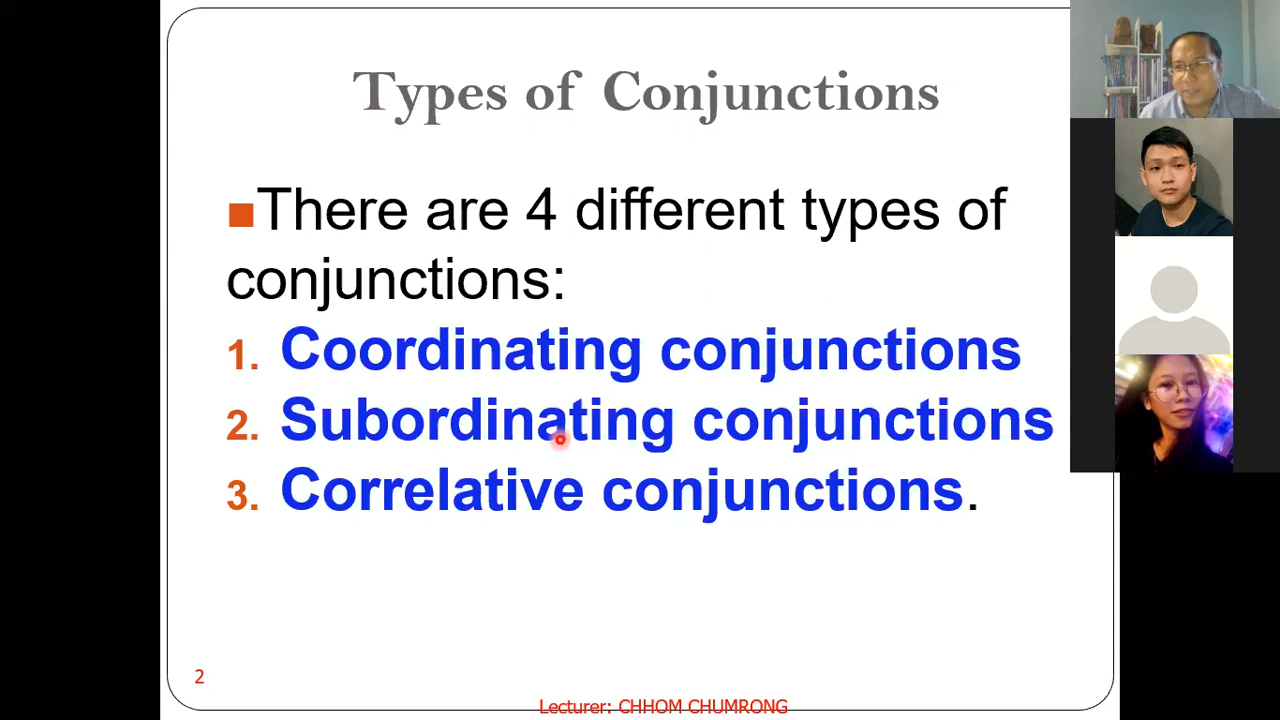 Types of Conjunctions
■There are 4 different types of
conjunctions:
1. Coordinating conjunctions
2. Subordinating conjunctions
3. Correlative conjunctions.
2
Lecturer: CHHOM CHUMRONG